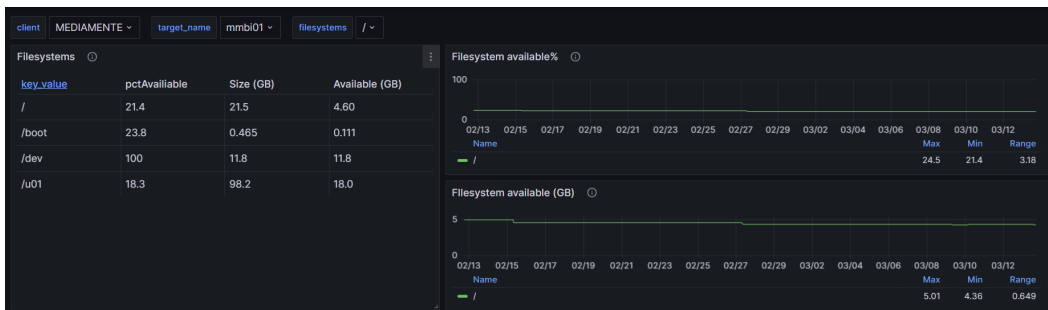 client MEDIAMENTE target_name mmbi01 filesystems /
Filesystems
key_value pctAvailiable Size (GB) Available (GB)
/ 21.4 21.5 4.60
/boot 23.8 0.465 0.111
/dev 100 11.8 11.8
/u01 18.3 98.2 18.0
Filesystem available%
100
0
02/13 02/15 02/17 02/19 02/21 02/23 02/25 02/27 02/29 03/02 03/04 03/06 03/08 03/10 03/12
Name Max Min Range
/ 24.5 21.4 3.18
FIlesystem available (GB)
5
0
02/13 02/15 02/17 02/19 02/21 02/23 02/25 02/27 02/29 03/02 03/04 03/06 03/08 03/10 03/12
Name Max Min Range
/ 5.01 4.36 0.649